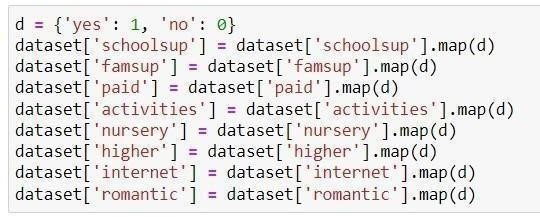 d = {'yes': 1, 'no': 0}
dataset['schoolsup'] = dataset['schoolsup'].map(d)
dataset['famsup'] = dataset['famsup'].map(d)
dataset['paid'] = dataset['paid'].map(d)
dataset['activities'] = dataset['activities'].map(d)
dataset['nursery'] = dataset['nursery'].map(d)
dataset['higher'] = dataset['higher'].map(d)
dataset['internet'] = dataset['internet'].map(d)
dataset['romantic'] = dataset['romantic'].map(d)